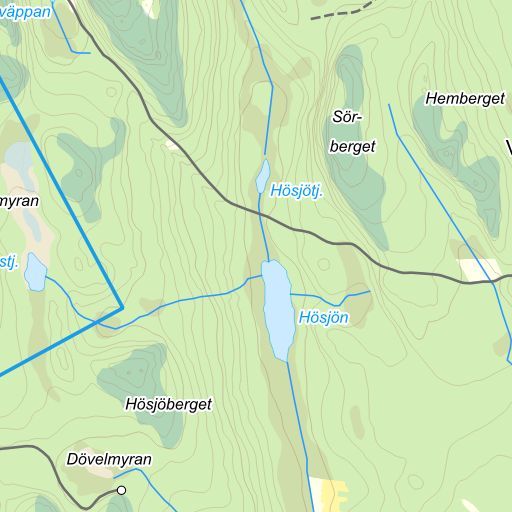 väppan
Hemberget
Sör-
berget
Hösjötj.
myran
stj.
Hösjön
Hösjöberget
Dövelmyran